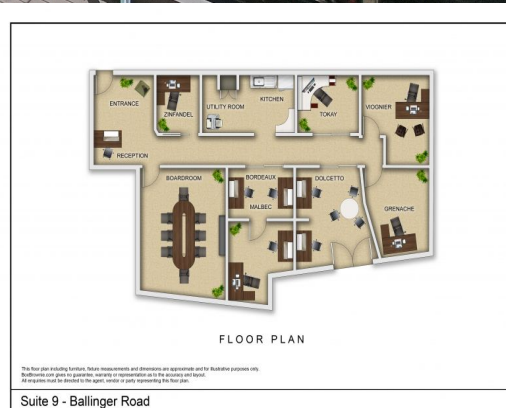 ENTRANCE
ZINFANDEL
UTILITY ROOM
KITCHEN
TOKAY
VIOGNIER
RECEPTION
BOARDROOM
BORDEAUX
DOLCETTO
MALBEC
GRENACHE
FLOOR PLAN
This floor plan including furniture, fixture measurements and dimensions are approximate and for illustrative purposes only.
BoxBrownie.com gives no guarantee, warranty or representation as to the accuracy and layout.
All enquiries must be directed to the agent, vendor or party representing this floor plan.
Suite 9 - Ballinger Road